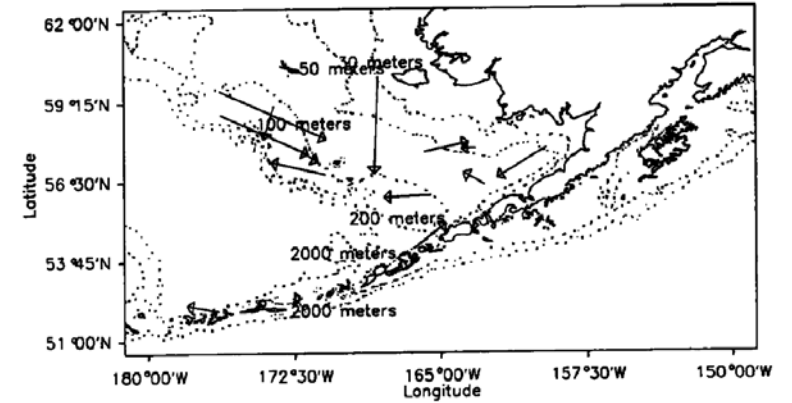 62°00'N
30 meters
50 meters
59°15'N
100 meters
Latitude
56°30'N
200 meters
2000 meters
53°45'N
2000 meters
51°00'N
180°00'W 172°30'W 165°00'W 157°30'W 150°00'W
Longitude